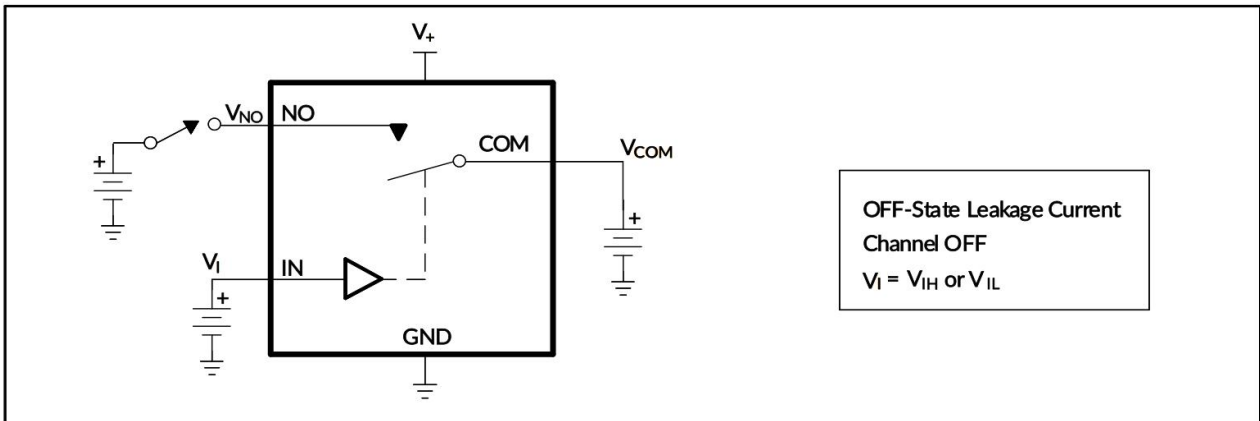 V+
VNO NO
COM VCOM
+
+
VI IN
+
GND
OFF-State Leakage Current
Channel OFF
VI = VIH or VIL